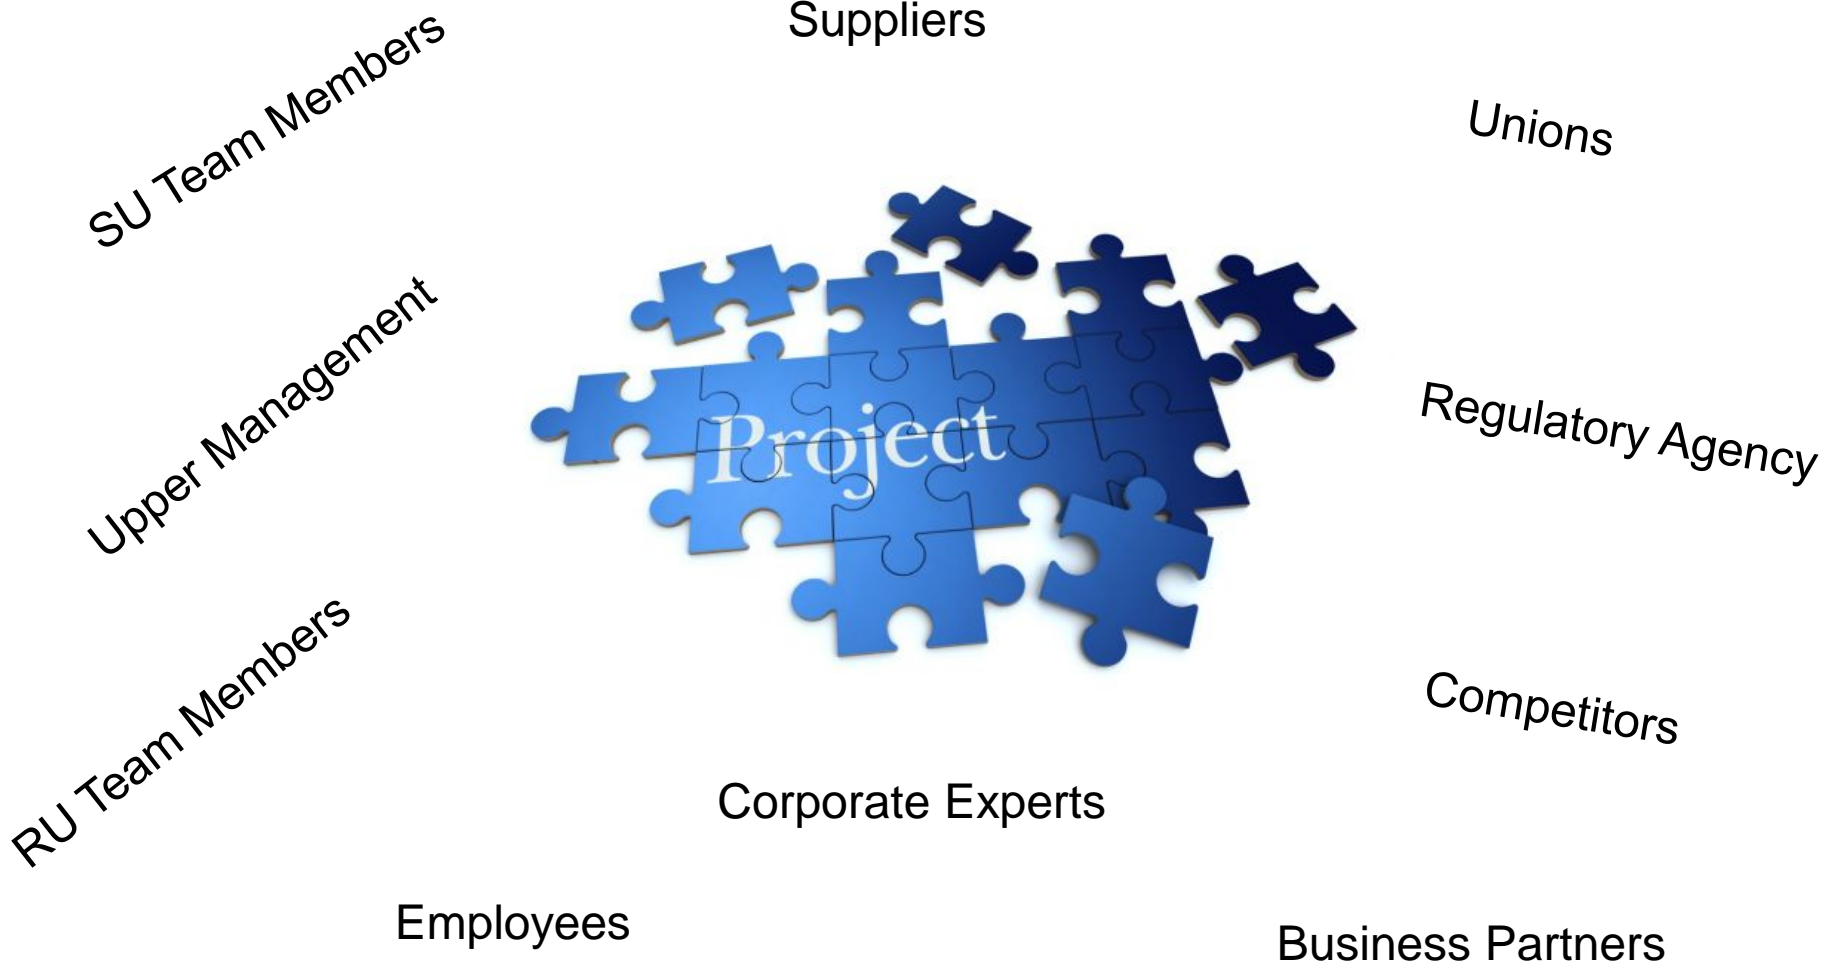 Suppliers
SU Team Members
Unions
Upper Management
Project
Regulatory Agency
RU Team Members
Competitors
Corporate Experts
Employees
Business Partners